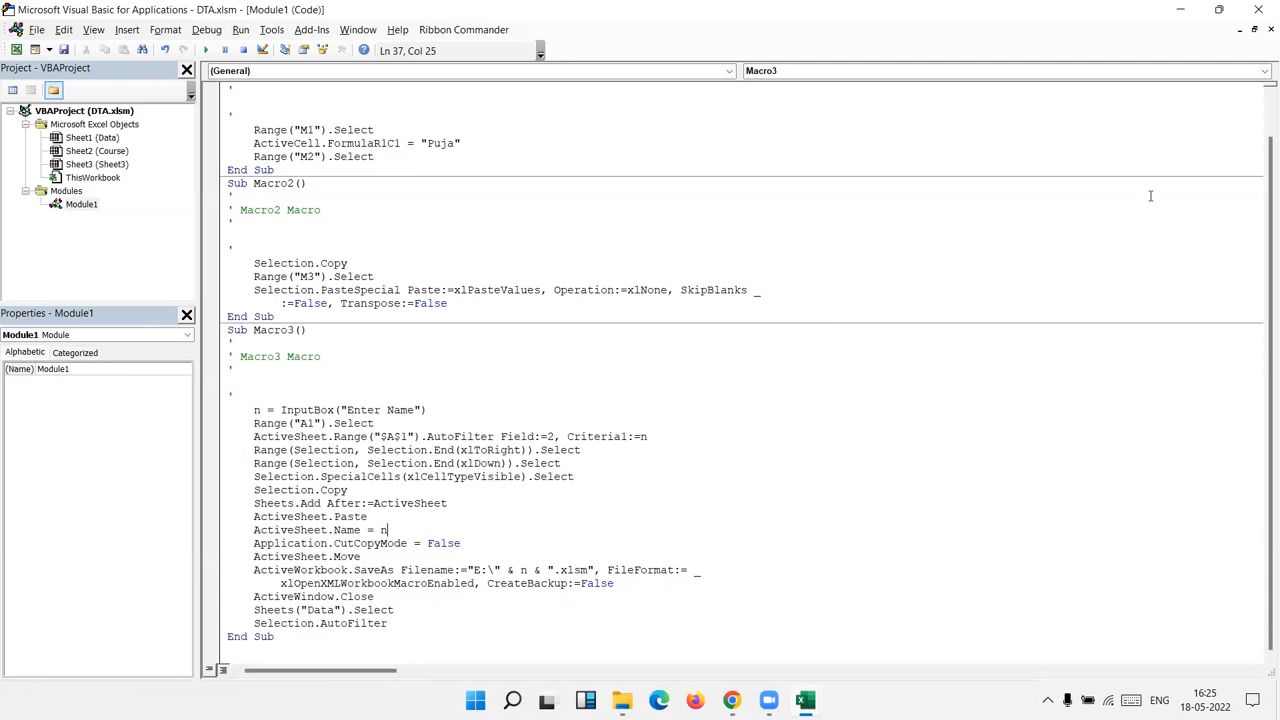 Microsoft Visual Basic for Applications - DTA.xlsm - [Module1 (Code)]
File Edit View Insert Format Debug Run Tools Add-Ins Window Help Ribbon Commander
Ln 37, Col 25
Project - VBAProject
(General)
Macro3
VBAProject (DTA.xlsm)
Microsoft Excel Objects
Sheet1 (Data)
Sheet2 (Course)
Sheet3 (Sheet3)
ThisWorkbook
Modules
Module1
Properties - Module1
Module1 Module
Alphabetic Categorized
(Name) Module1
'
'
Range("M1").Select
ActiveCell.FormulaR1C1 = "Puja"
Range("M2").Select
End Sub
Sub Macro2()
'
' Macro2 Macro
'
'
Selection.Copy
Range("M3").Select
Selection.PasteSpecial Paste:=xlPasteValues, Operation:=xlNone, SkipBlanks _
:=False, Transpose:=False
End Sub
Sub Macro3()
'
' Macro3 Macro
'
'
n = InputBox("Enter Name")
Range("A1").Select
ActiveSheet.Range("$A$1").AutoFilter Field:=2, Criteria1:=n
Range(Selection, Selection.End(xlToRight)).Select
Range(Selection, Selection.End(xlDown)).Select
Selection.SpecialCells(xlCellTypeVisible).Select
Selection.Copy
Sheets.Add After:=ActiveSheet
ActiveSheet.Paste
ActiveSheet.Name = n
Application.CutCopyMode = False
ActiveSheet.Move
ActiveWorkbook.SaveAs Filename:="E:\" & n & ".xlsm", FileFormat:= _
xlOpenXMLWorkbookMacroEnabled, CreateBackup:=False
ActiveWindow.Close
Sheets("Data").Select
Selection.AutoFilter
End Sub
ENG
16:25
18-05-2022